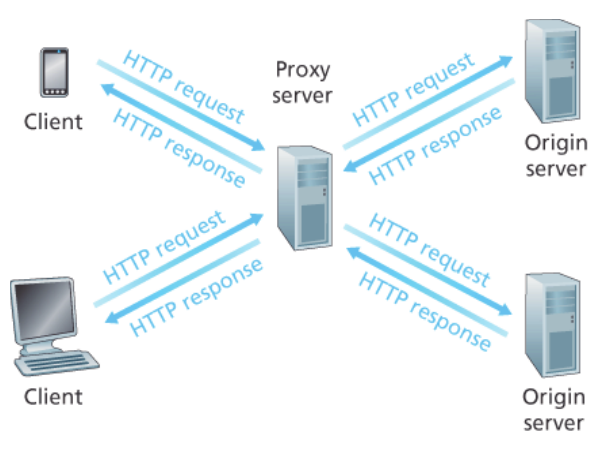 HTTP request
HTTP response
Client
Proxy
server
HTTP request
HTTP response
Origin
server
HTTP request
HTTP response
Client
HTTP request
HTTP response
Origin
server